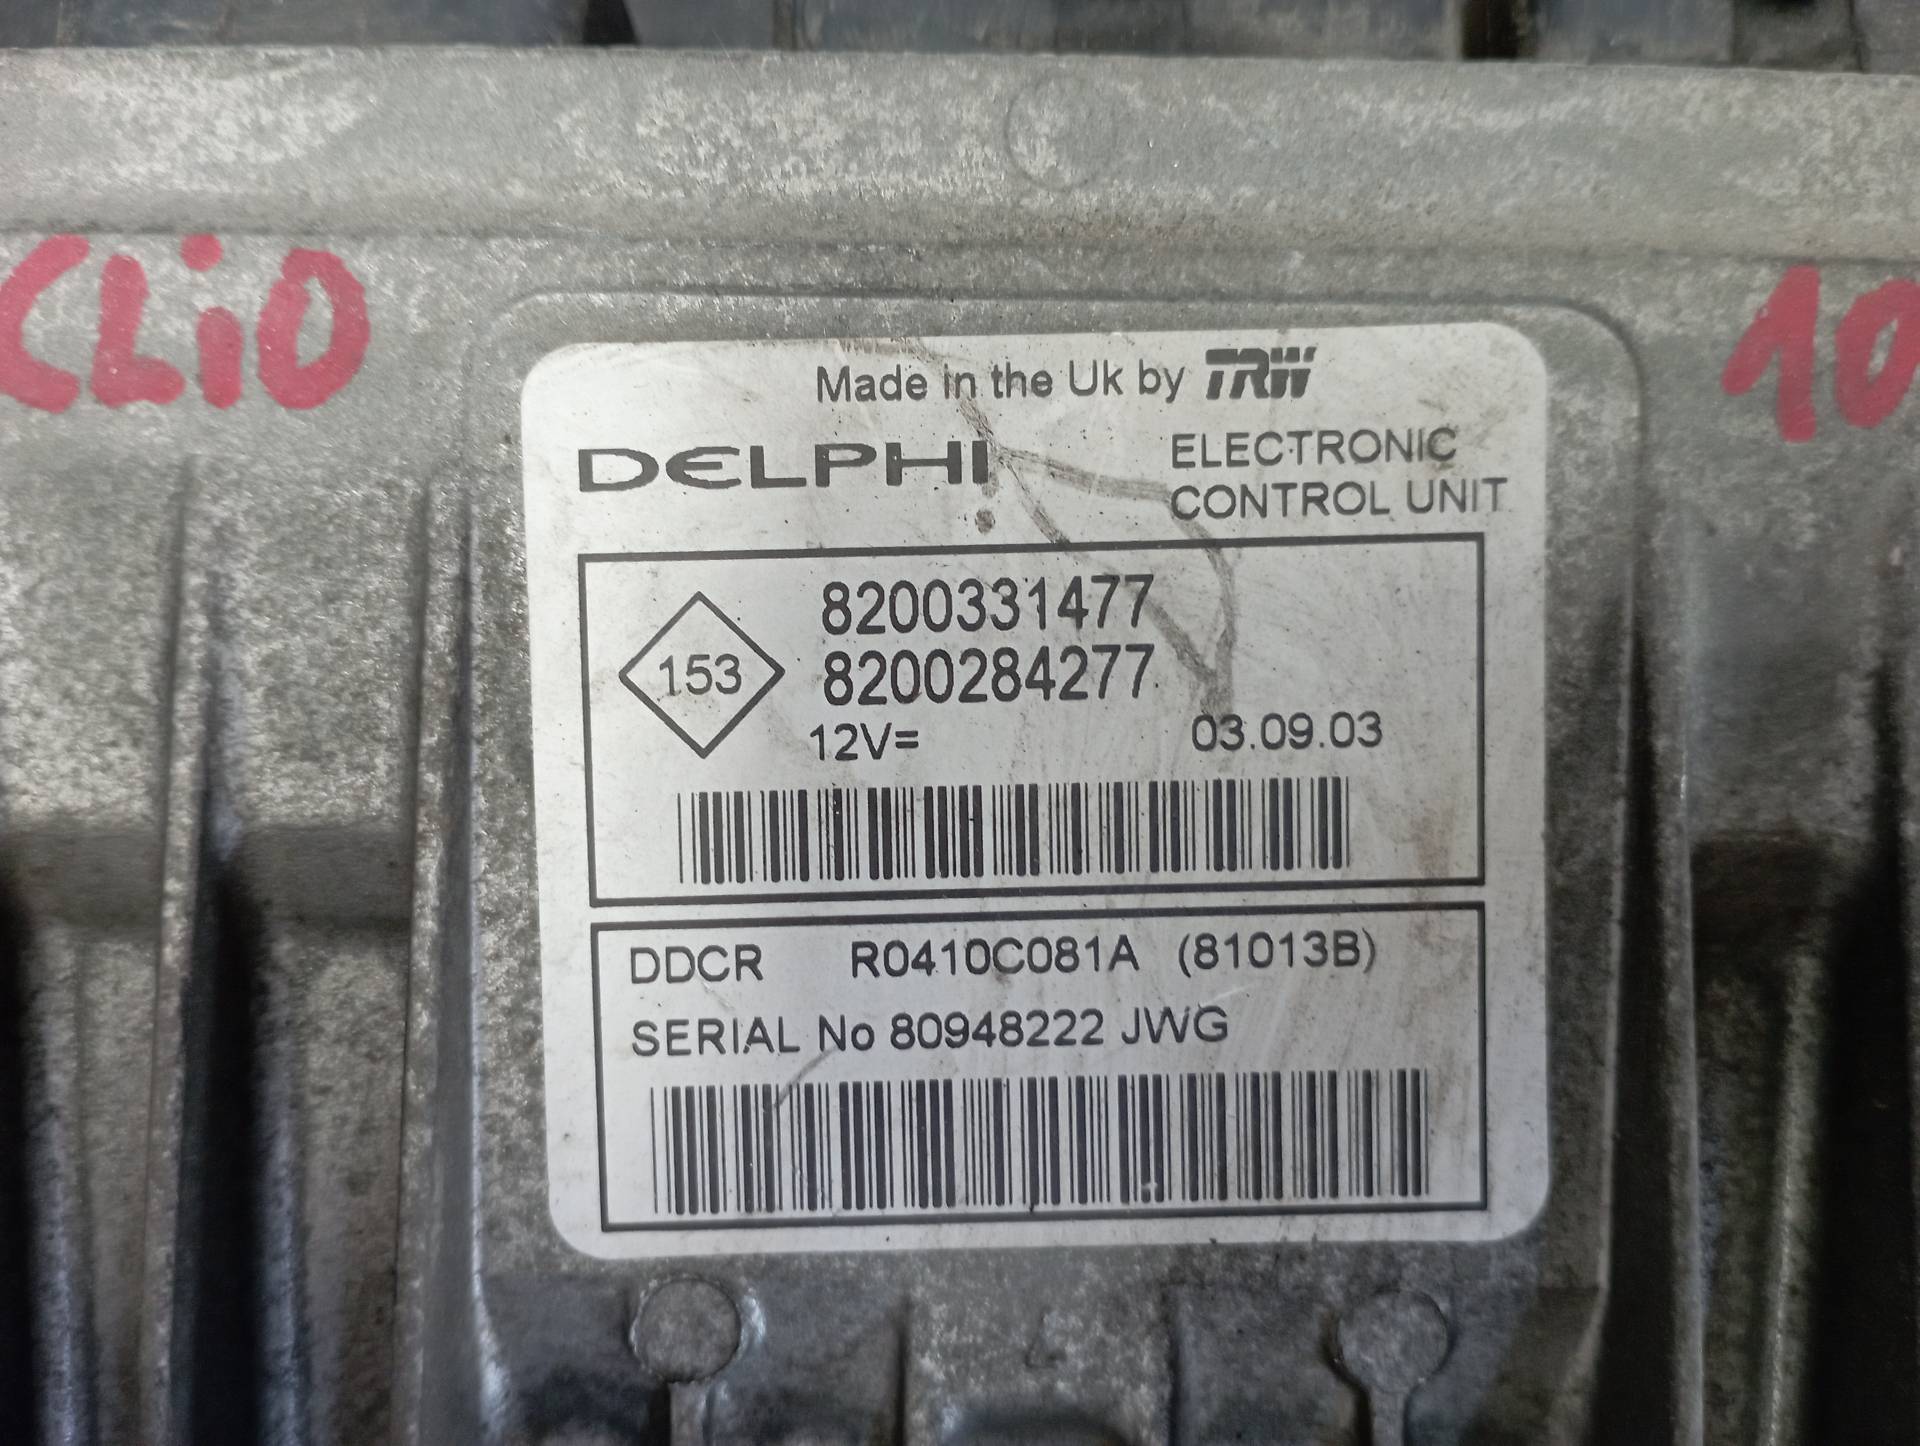 CLiO
10
Made in the Uk by TRW
DELPHI
ELECTRONIC
CONTROL UNIT
8200331477
153
8200284277
12V= 03.09.03
DDCR R0410C081A (81013B)
SERIAL No 80948222 JWG